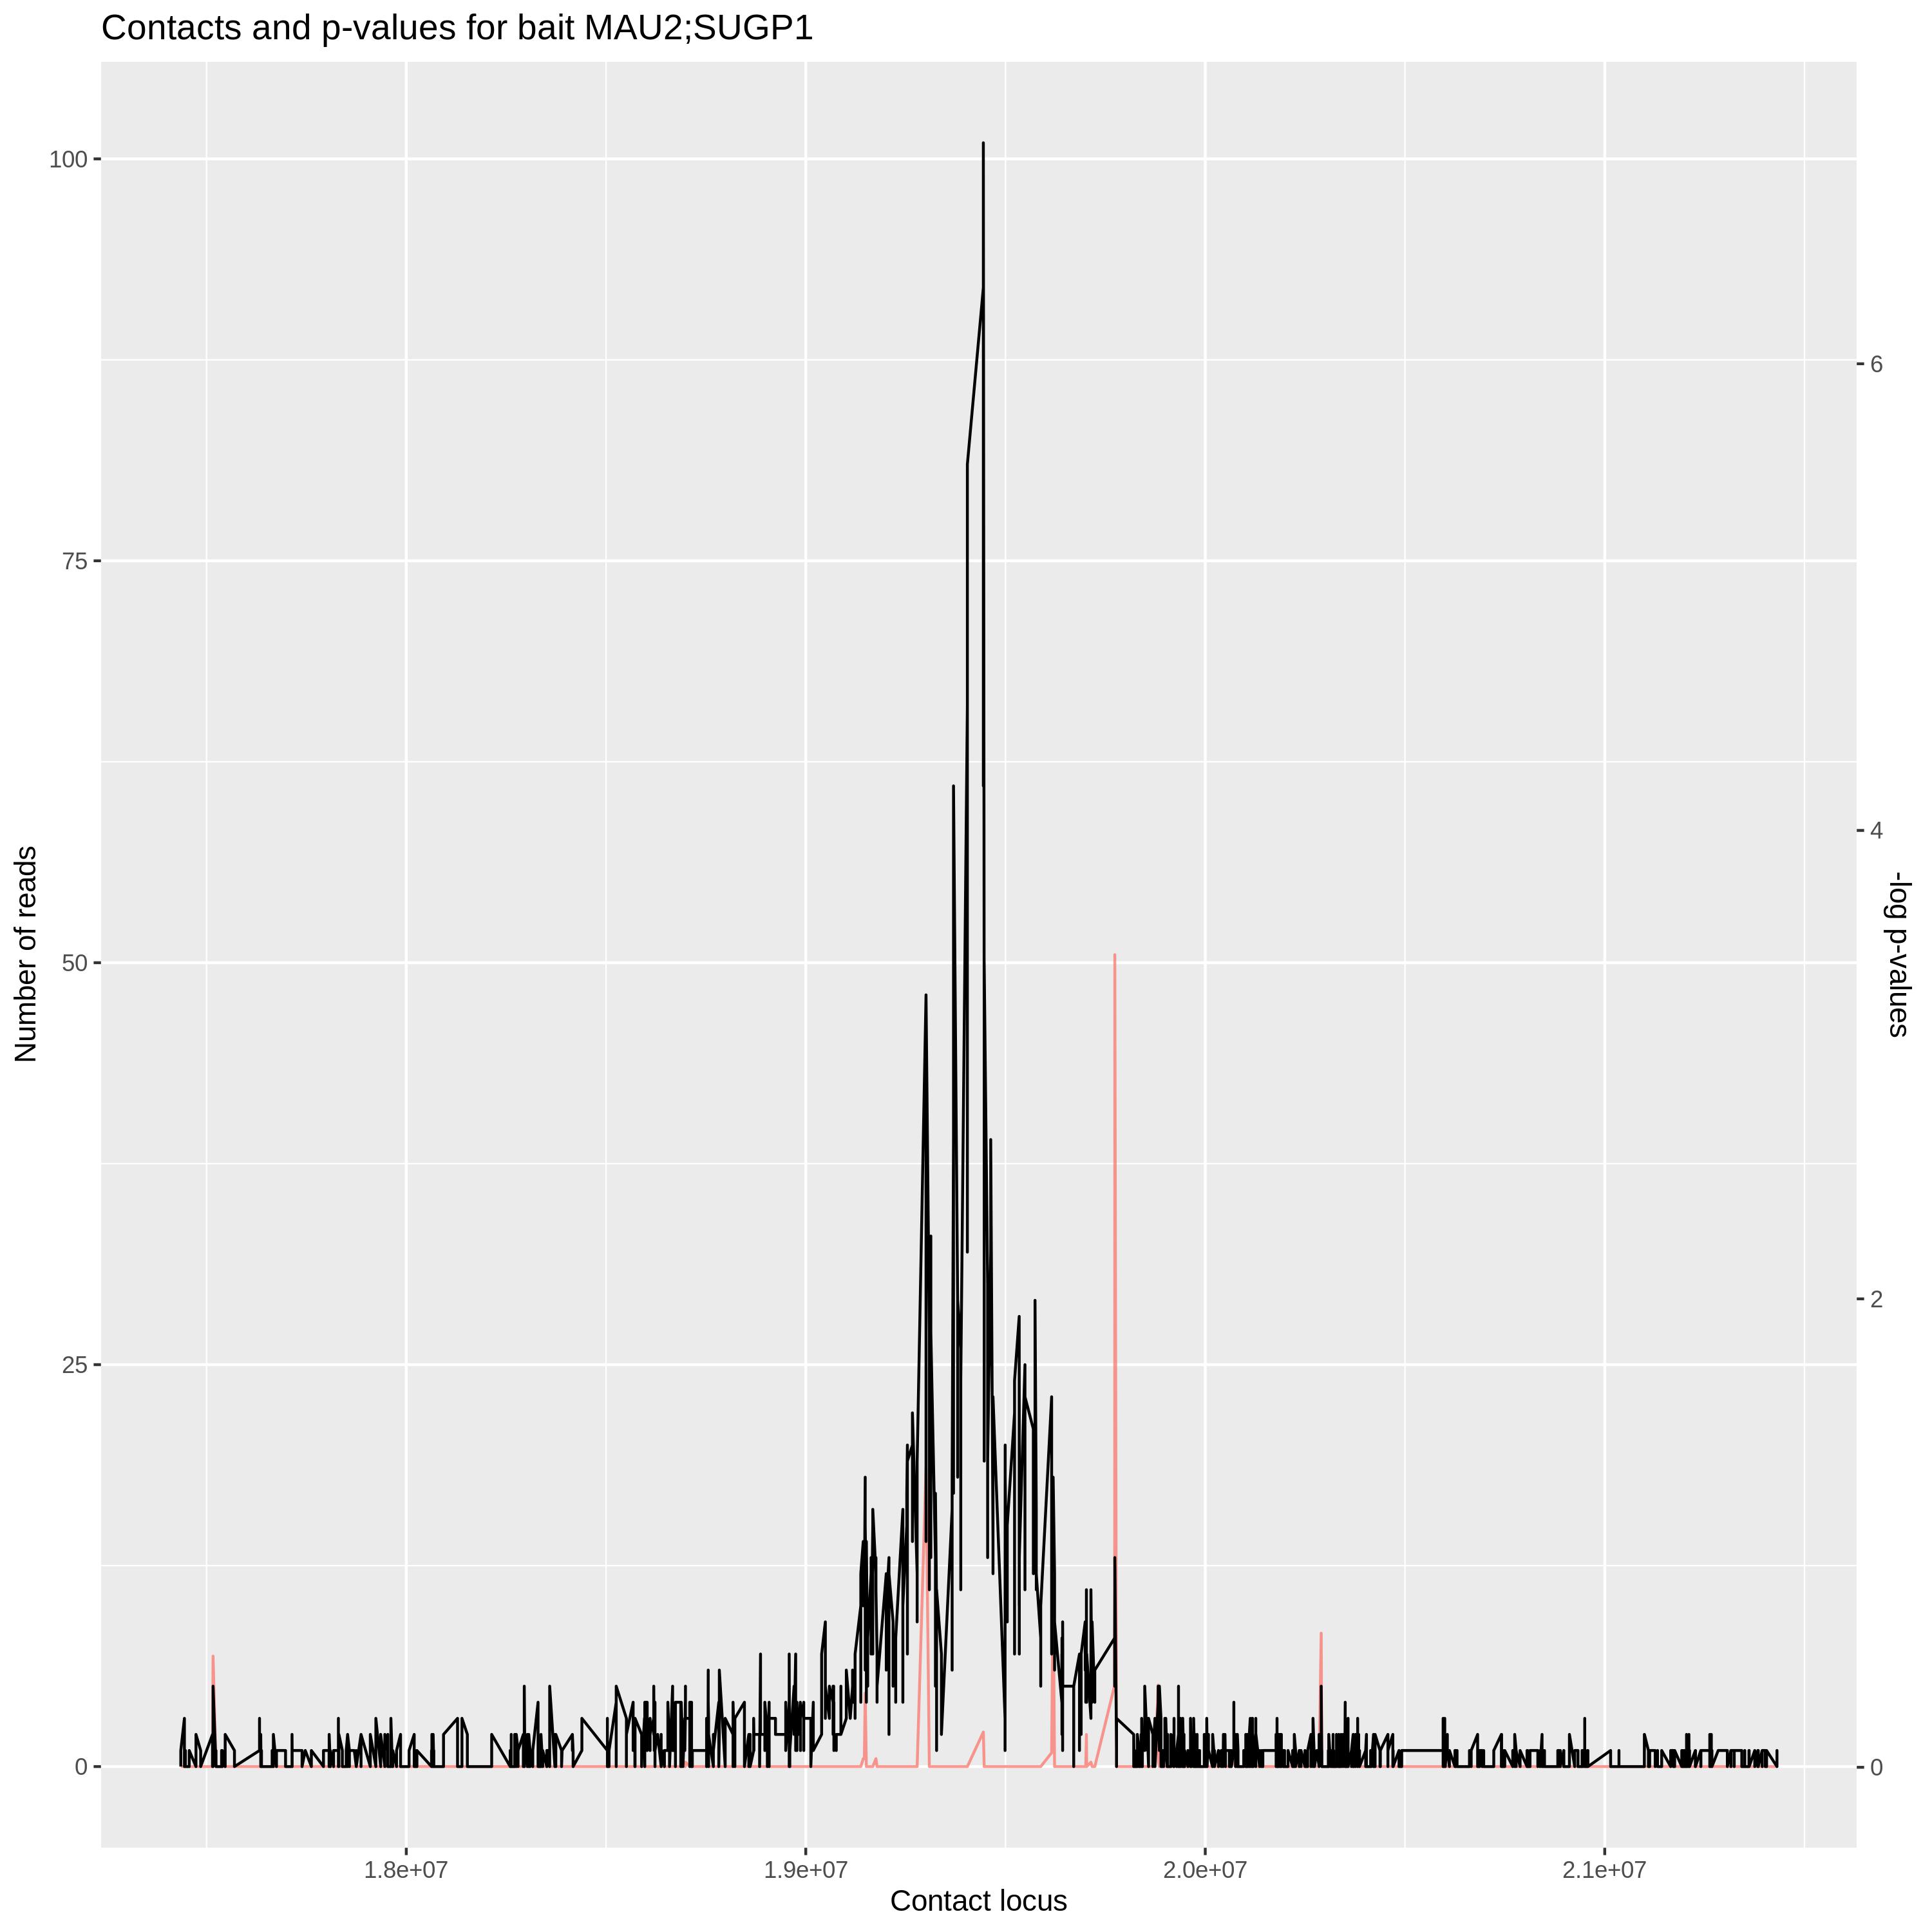 Contacts and p-values for bait MAU2;SUGP1
100
75
50
25
0
Number of reads
6
4
2
0
-log p-values
1.8e+07
1.9e+07
2.0e+07
2.1e+07
Contact locus